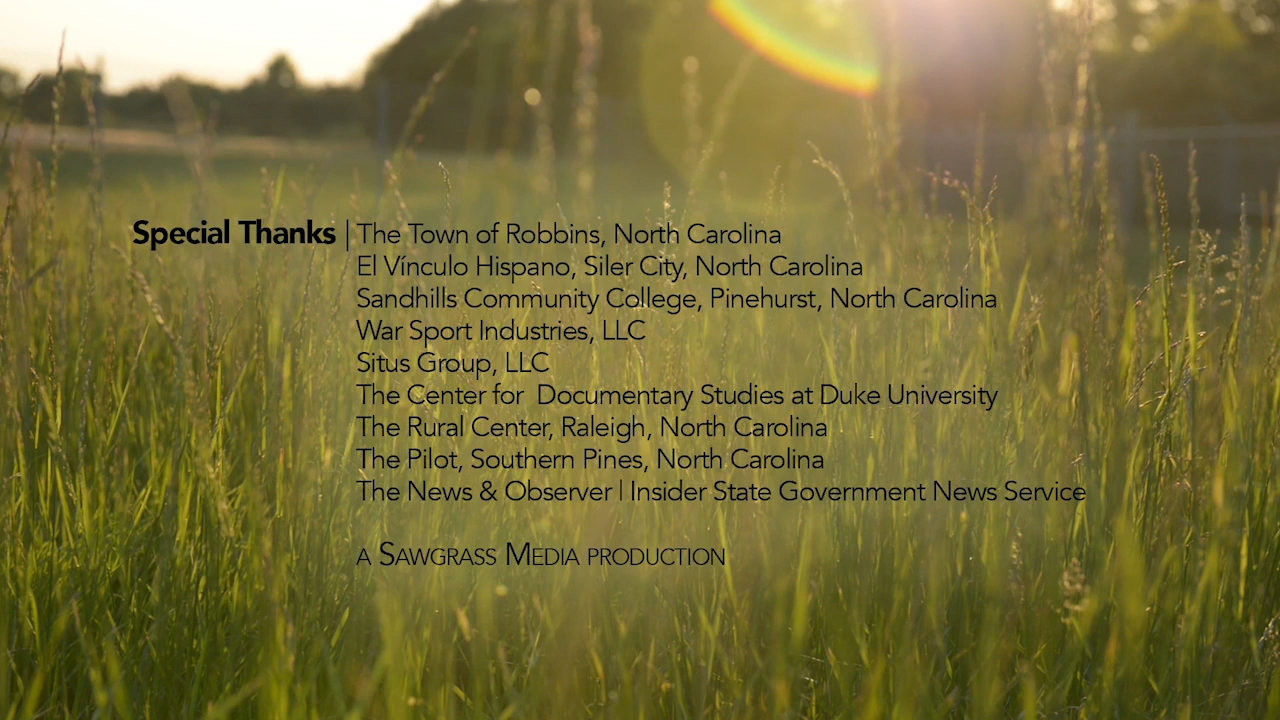 Special Thanks | The Town of Robbins, North Carolina
El Vínculo Hispano, Siler City, North Carolina
Sandhills Community College, Pinehurst, North Carolina
War Sport Industries, LLC
Situs Group, LLC
The Center for  Documentary Studies at Duke University
The Rural Center, Raleigh, North Carolina
The Pilot, Southern Pines, North Carolina
The News & Observer | Insider State Government News Service
A SAWGRASS MEDIA PRODUCTION